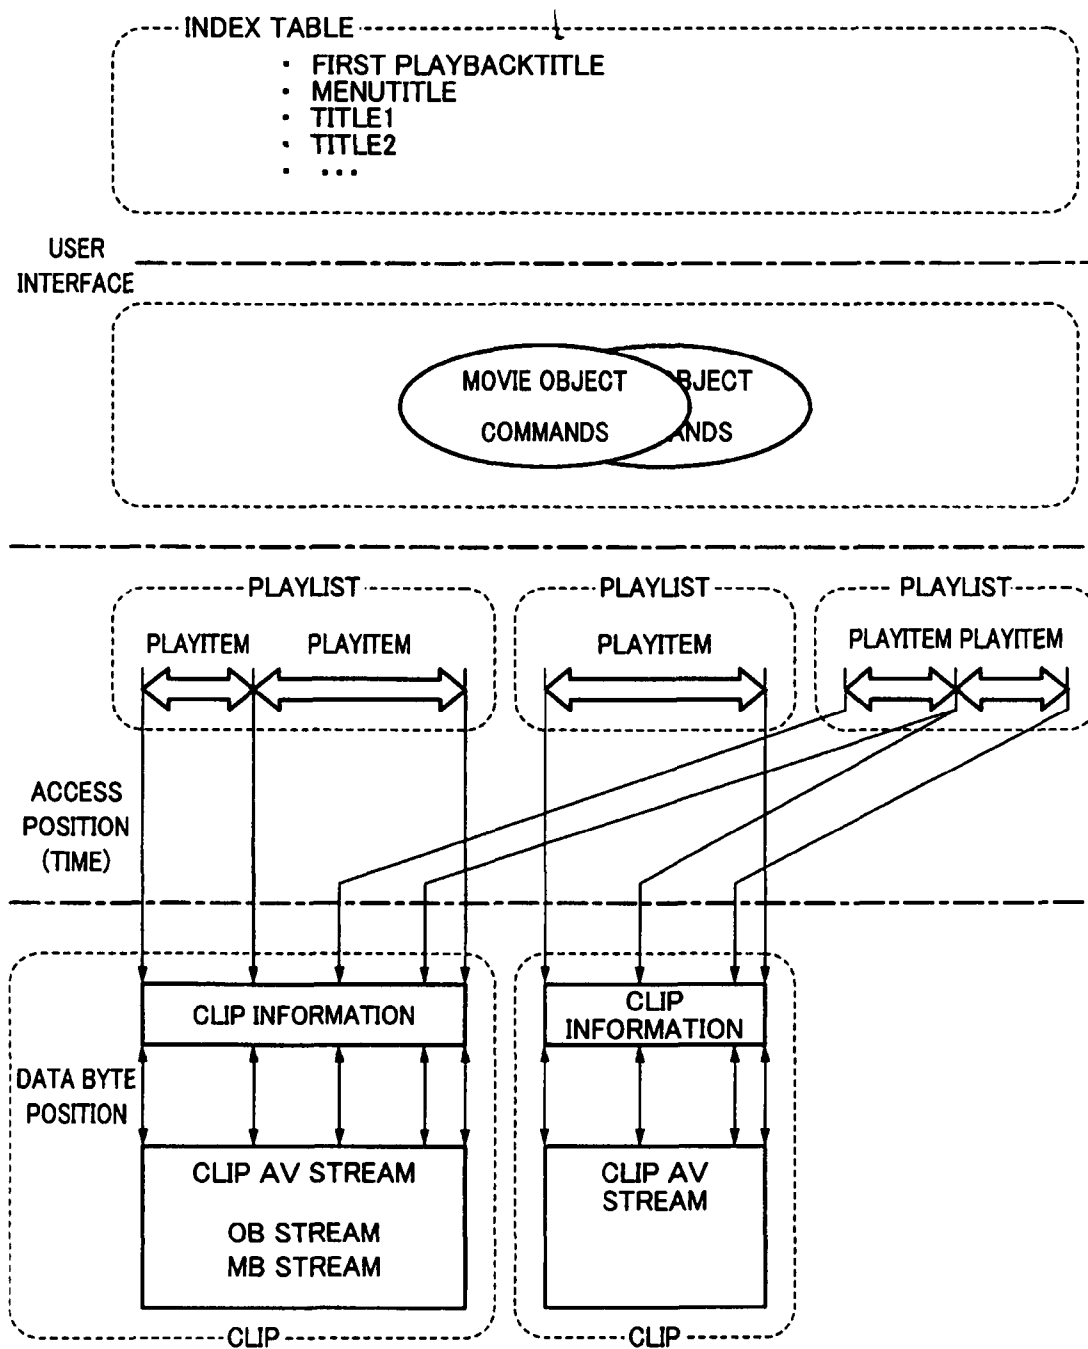 INDEX TABLE
· FIRST PLAYBACKTITLE
· MENUTITLE
· TITLE1
· TITLE2
· ...
USER
INTERFACE
MOVIE OBJECT
COMMANDS
OBJECT
ANDS
PLAYLIST
PLAYITEM
PLAYITEM
PLAYLIST
PLAYITEM
PLAYLIST
PLAYITEM PLAYITEM
ACCESS
POSITION
(TIME)
CLIP INFORMATION
CLIP
INFORMATION
DATA BYTE
POSITION
CLIP AV STREAM
OB STREAM
MB STREAM
CLIP AV
STREAM
CLIP
CLIP